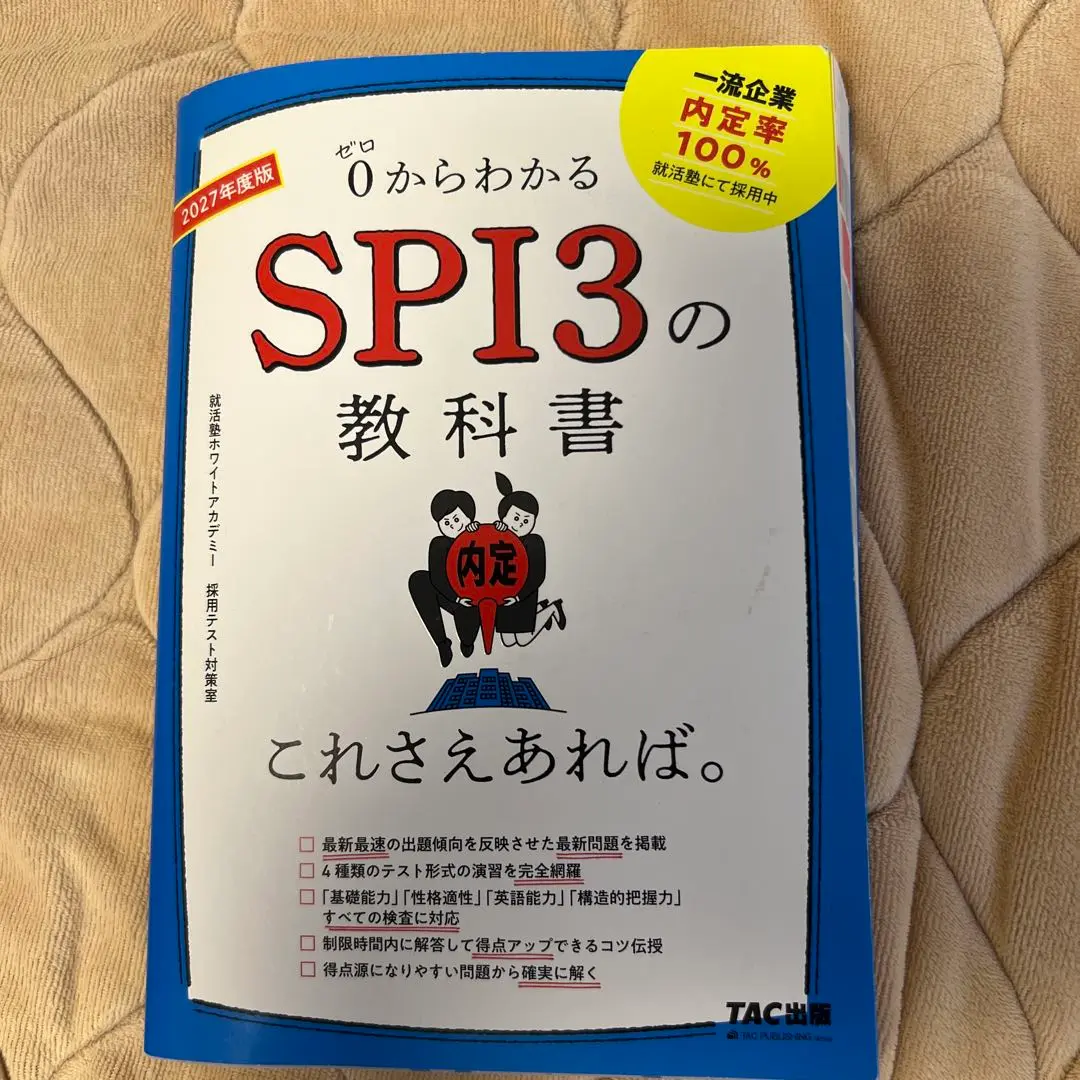 一流企業
内定率
100%
就活塾にて採用中
2027年度版
ゼロ
0からわかる
SPI3の
教科書
就活塾ホワイトアカデミー 採用テスト対策室
内定
これさえあれば。
□ 最新最速の出題傾向を反映させた最新問題を掲載
□ 4種類のテスト形式の演習を完全網羅
□ 「基礎能力」「性格適性」「英語能力」「構造的把握力」
すべての検査に対応
□ 制限時間内に解答して得点アップできるコツ伝授
□ 得点源になりやすい問題から確実に解く
TAC出版
TAC PUBLISHING